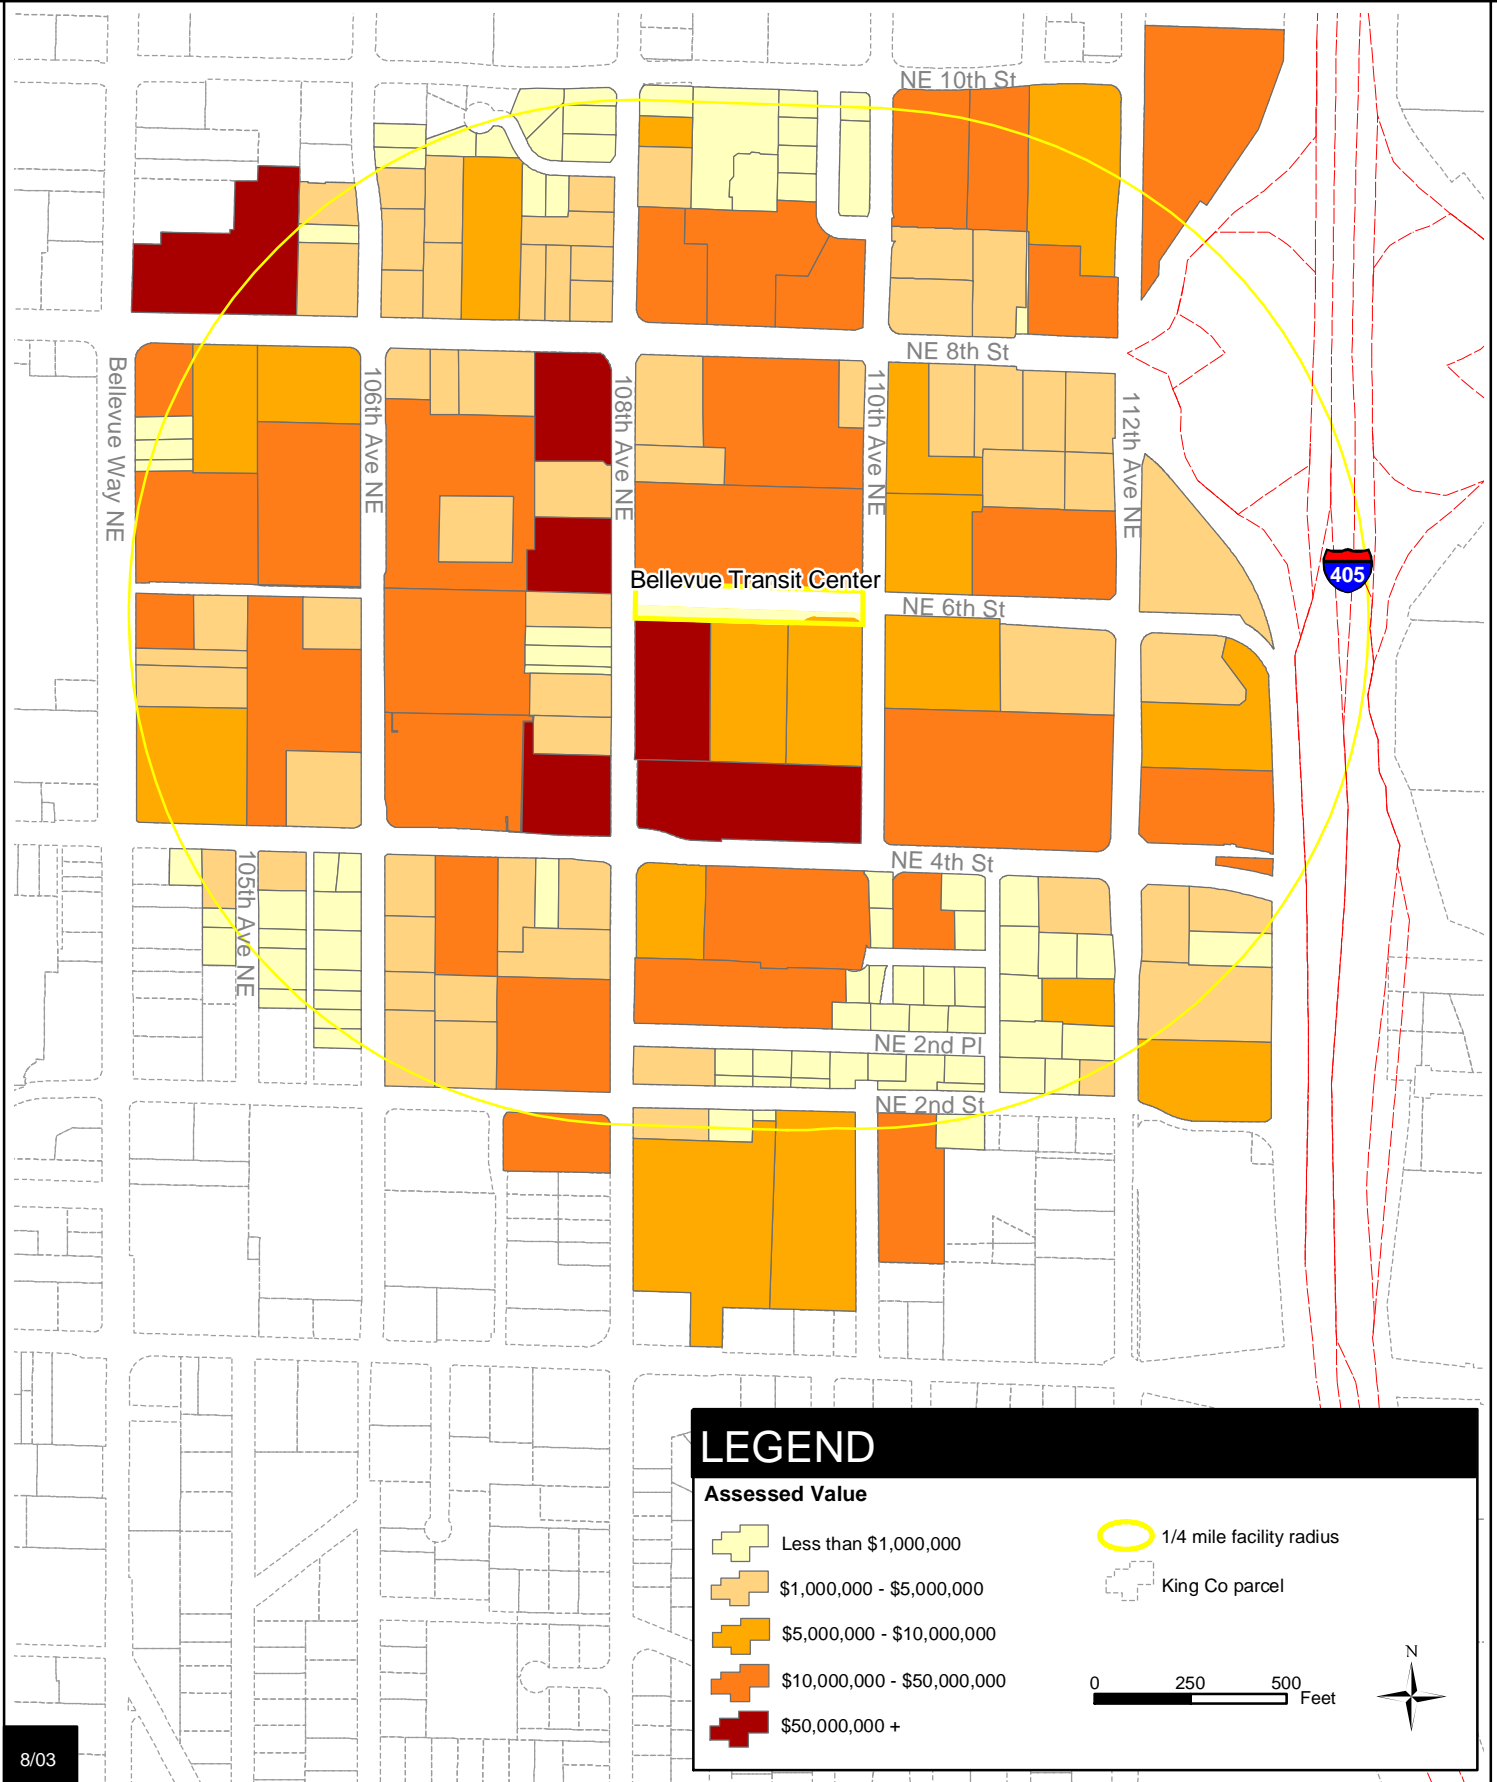 NE 10th St
NE 8th St
Bellevue Way NE
106th Ave NE
108th Ave NE
110th Ave NE
112th Ave NE
405
Bellevue Transit Center
NE 6th St
NE 4th St
105th Ave NE
NE 2nd Pl
NE 2nd St
LEGEND
Assessed Value
Less than $1,000,000
$1,000,000 - $5,000,000
$5,000,000 - $10,000,000
$10,000,000 - $50,000,000
$50,000,000 +
1/4 mile facility radius
King Co parcel
N
0 250 500
Feet
8/03